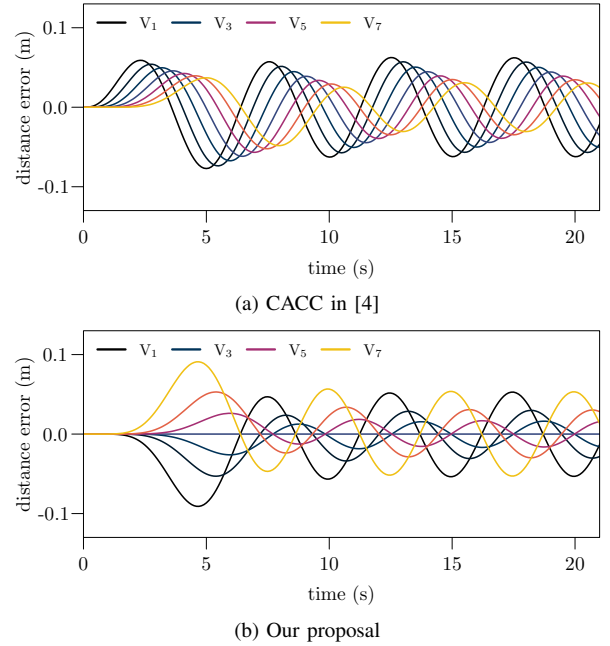 0.1
V1 V3 V5 V7
distance error (m)
0.0
-0.1
0 5 10 15 20
time (s)
(a) CACC in [4]
0.1
V1 V3 V5 V7
distance error (m)
0.0
-0.1
0 5 10 15 20
time (s)
(b) Our proposal